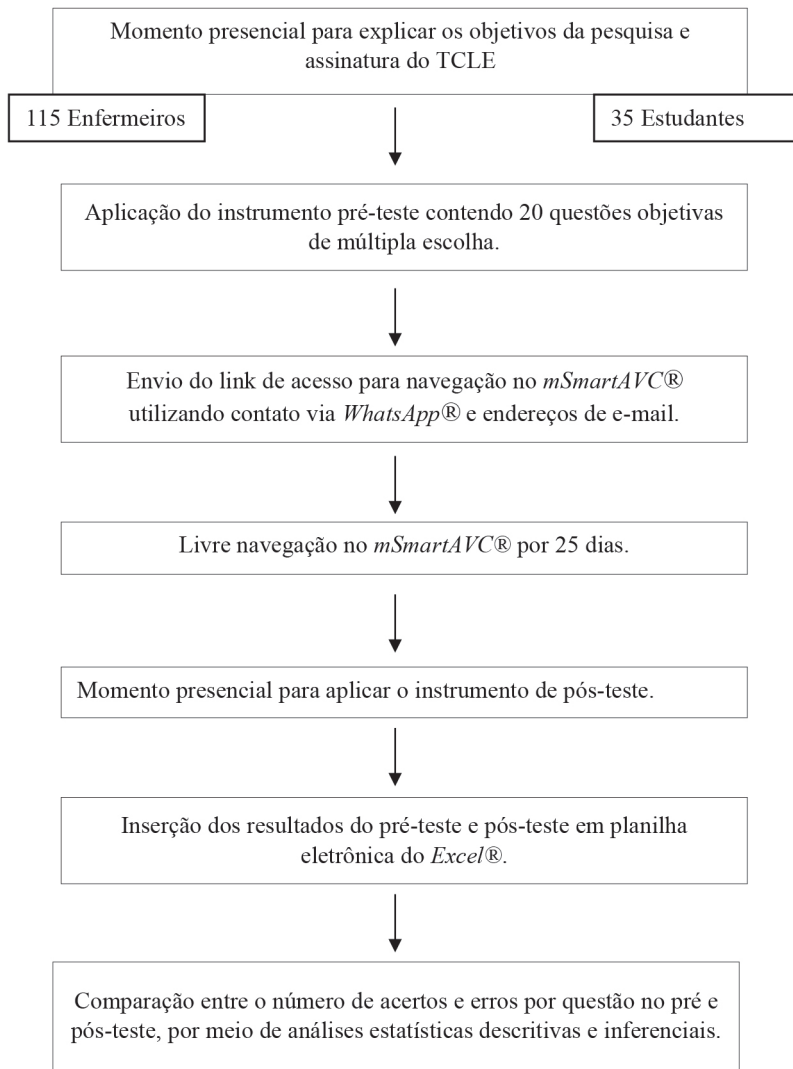 Momento presencial para explicar os objetivos da pesquisa e
assinatura do TCLE
115 Enfermeiros
35 Estudantes
Aplicação do instrumento pré-teste contendo 20 questões objetivas
de múltipla escolha.
Envio do link de acesso para navegação no mSmartAVC®
utilizando contato via WhatsApp® e endereços de e-mail.
Livre navegação no mSmartAVC® por 25 dias.
Momento presencial para aplicar o instrumento de pós-teste.
Inserção dos resultados do pré-teste e pós-teste em planilha
eletrônica do Excel®.
Comparação entre o número de acertos e erros por questão no pré e
pós-teste, por meio de análises estatísticas descritivas e inferenciais.